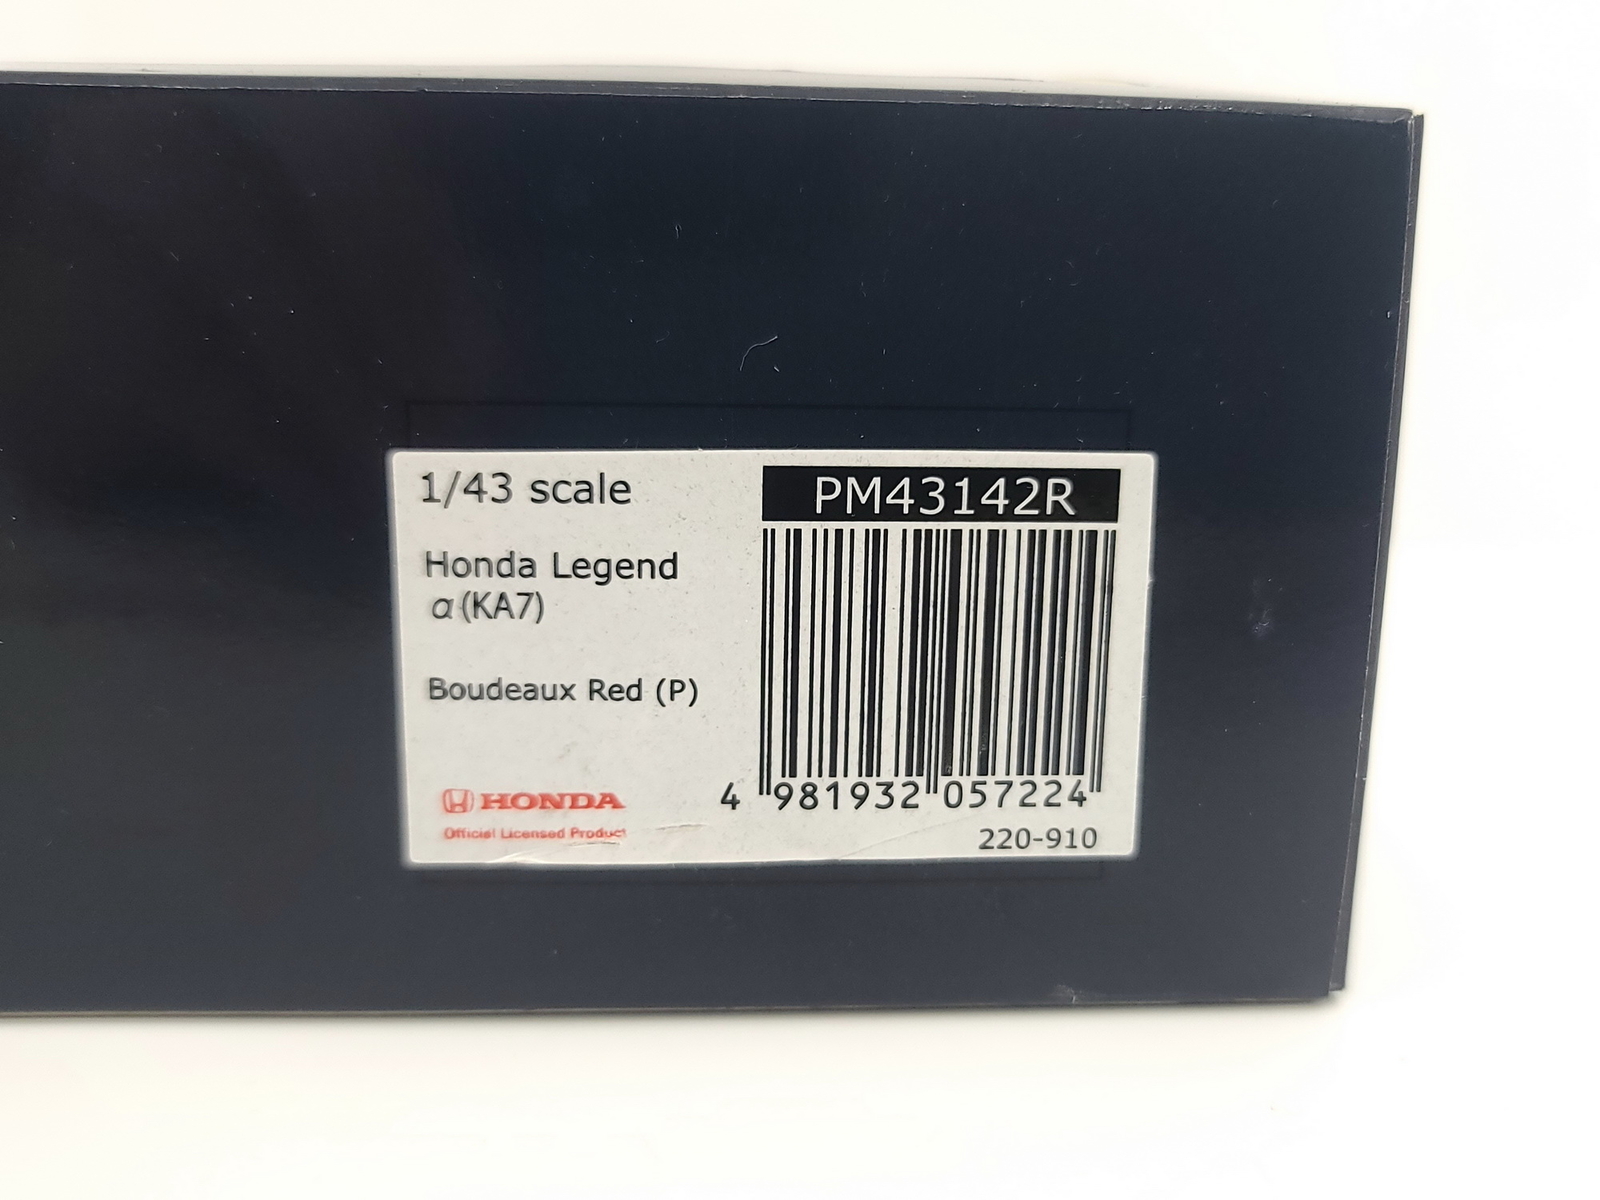 1/43 scale
PM43142R
Honda Legend
α(KA7)
Boudeaux Red (P)
HONDA
Official Licensed Product
4 981932 057224
220-910